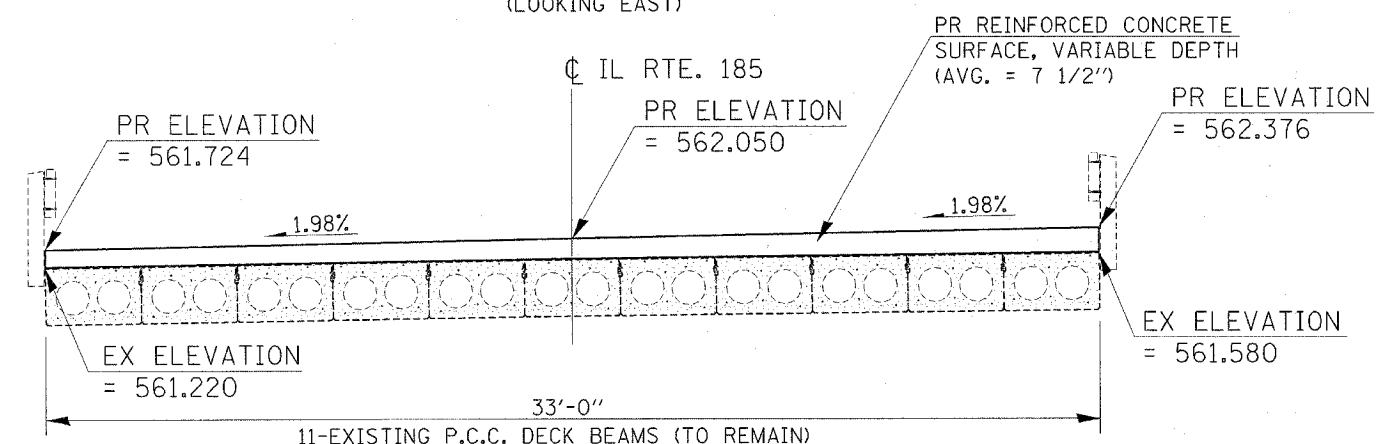 (LOOKING EAST)
PR REINFORCED CONCRETE
SURFACE, VARIABLE DEPTH
(AVG. = 7 1/2")
℄ IL RTE. 185
PR ELEVATION
= 561.724
PR ELEVATION
= 562.050
PR ELEVATION
= 562.376
1.98%
1.98%
EX ELEVATION
= 561.220
EX ELEVATION
= 561.580
33'-0"
11-EXISTING P.C.C. DECK BEAMS (TO REMAIN)